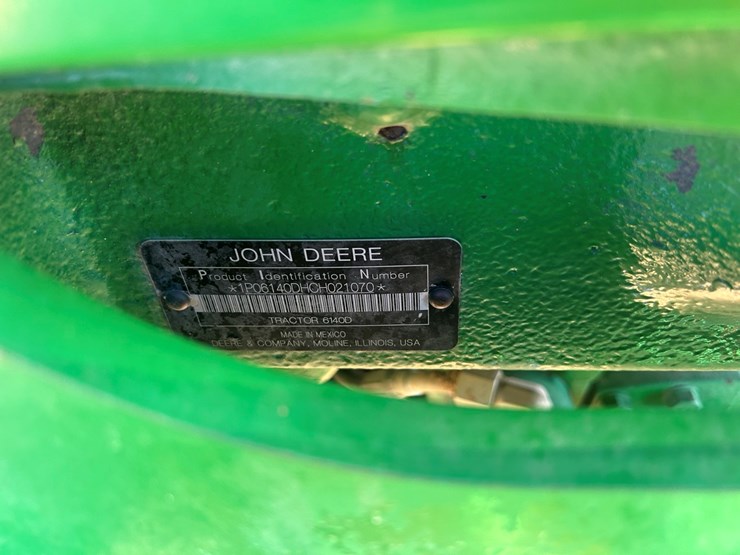 JOHN DEERE
Product Identification Number
*1P06140DHCH021070*
TRACTOR 6140D
MADE IN MEXICO
DEERE & COMPANY, MOLINE, ILLINOIS, USA